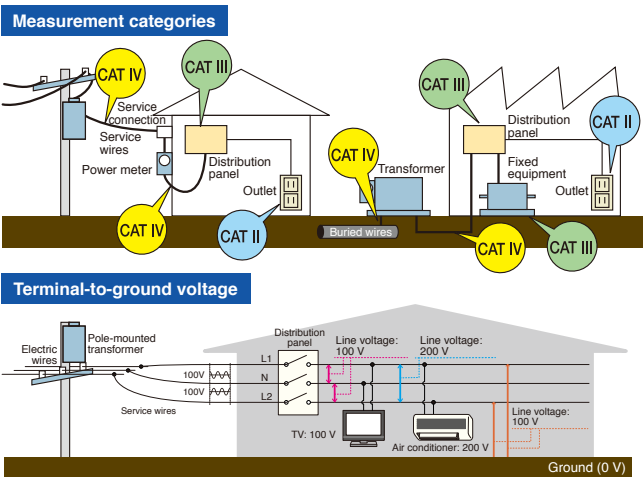 Measurement categories
CAT IV
CAT III
Service
connection
Service
wires
Power meter
Distribution
panel
Outlet
CAT IV
CAT II
CAT III
Distribution
panel
CAT II
CAT IV
Transformer
Fixed
equipment
Outlet
Buried wires
CAT IV
CAT III
Terminal-to-ground voltage
Pole-mounted
transformer
Electric
wires
Distribution
panel
Line voltage:
100 V
Line voltage:
200 V
L1
100V
N
100V
L2
Service wires
Line voltage:
100 V
TV: 100 V
Air conditioner: 200 V
Ground (0 V)